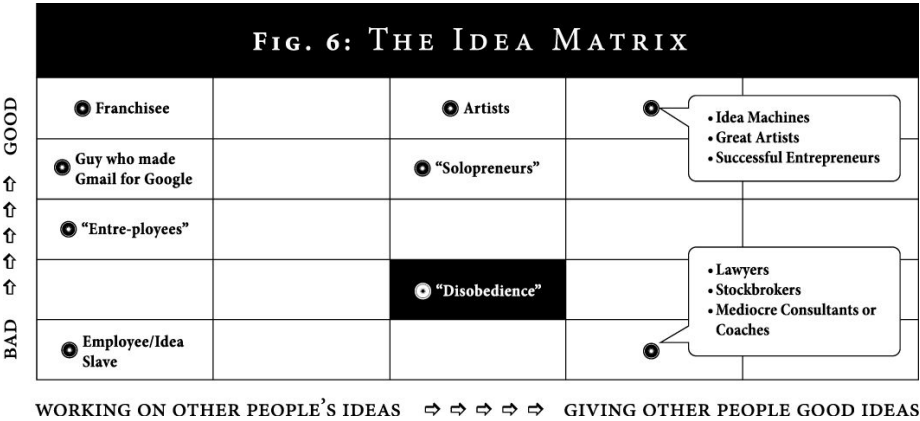 FIG. 6: THE IDEA MATRIX
GOOD
BAD
Franchisee
Artists
• Idea Machines
• Great Artists
• Successful Entrepreneurs
Guy who made
Gmail for Google
“Solopreneurs”
“Entre-ployees”
“Disobedience”
• Lawyers
• Stockbrokers
• Mediocre Consultants or
Coaches
Employee/Idea
Slave
WORKING ON OTHER PEOPLE’S IDEAS ⇨ ⇨ ⇨ ⇨ ⇨ GIVING OTHER PEOPLE GOOD IDEAS